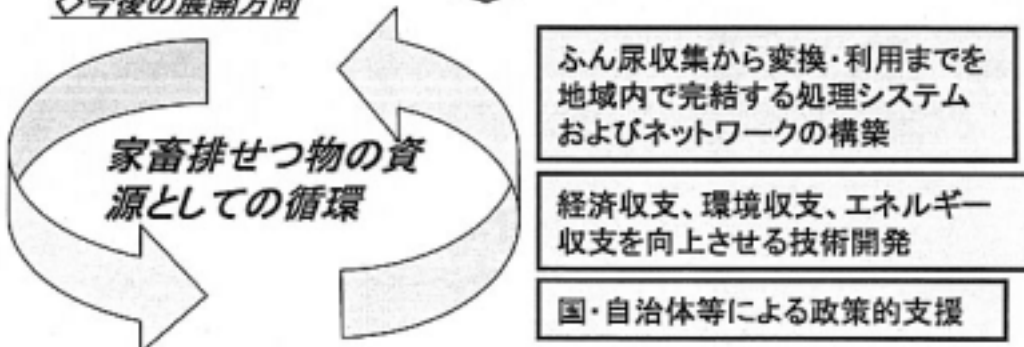 ◇今後の展開方向
家畜排せつ物の資
源としての循環
ふん尿収集から変換・利用までを
地域内で完結する処理システム
およびネットワークの構築
経済収支、環境収支、エネルギー
収支を向上させる技術開発
国・自治体等による政策的支援